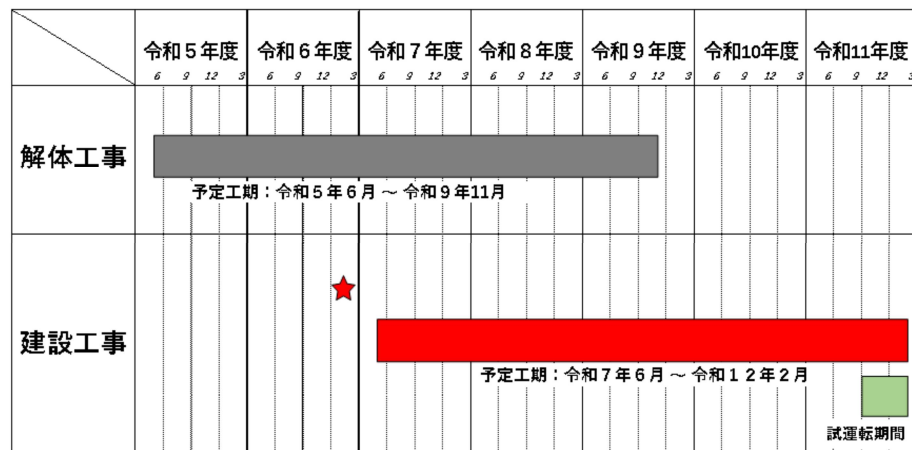 令和５年度 令和６年度 令和７年度 令和８年度 令和９年度 令和10年度 令和11年度
6 9 12 3 6 9 12 3 6 9 12 3 6 9 12 3 6 9 12 3 6 9 12 3 6 9 12 3
解体工事
予定工期：令和５年６月 ～ 令和９年11月
建設工事
予定工期：令和７年６月 ～ 令和１２年２月
試運転期間